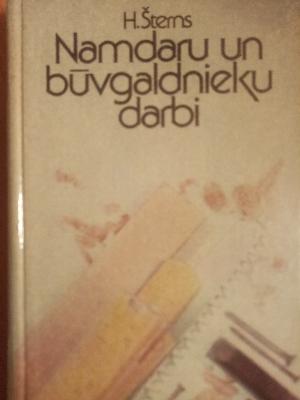 H. Šterns
Namdaru un
būvgaldnieku
darbi